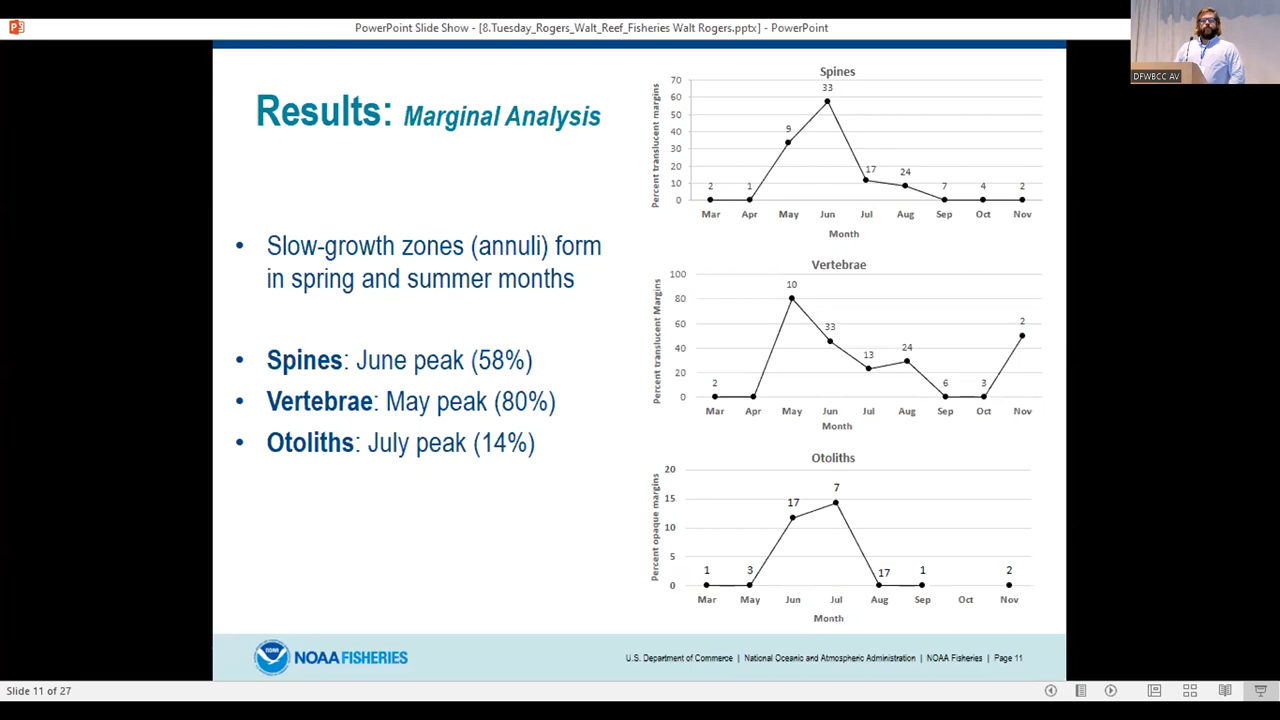 PowerPoint Slide Show - [8.Tuesday_Rogers_Walt_Reef_Fisheries Walt Rogers.pptx] - PowerPoint
DFWBCC AV
Results: Marginal Analysis
• Slow-growth zones (annuli) form
in spring and summer months
• Spines: June peak (58%)
• Vertebrae: May peak (80%)
• Otoliths: July peak (14%)
Spines
Percent translucent margins
70
60
50
40
30
20
10
0
2 1 9 33 17 24 7 4 2
Mar Apr May Jun Jul Aug Sep Oct Nov
Month
Vertebrae
Percent translucent Margins
100
80
60
40
20
0
2 10 33 13 24 6 3 2
Mar Apr May Jun Jul Aug Sep Oct Nov
Month
Otoliths
Percent opaque margins
20
15
10
5
0
1 3 17 7 17 1 2
Mar May Jun Jul Aug Sep Oct Nov
Month
NOAA FISHERIES
U.S. Department of Commerce | National Oceanic and Atmospheric Administration | NOAA Fisheries | Page 11
Slide 11 of 27